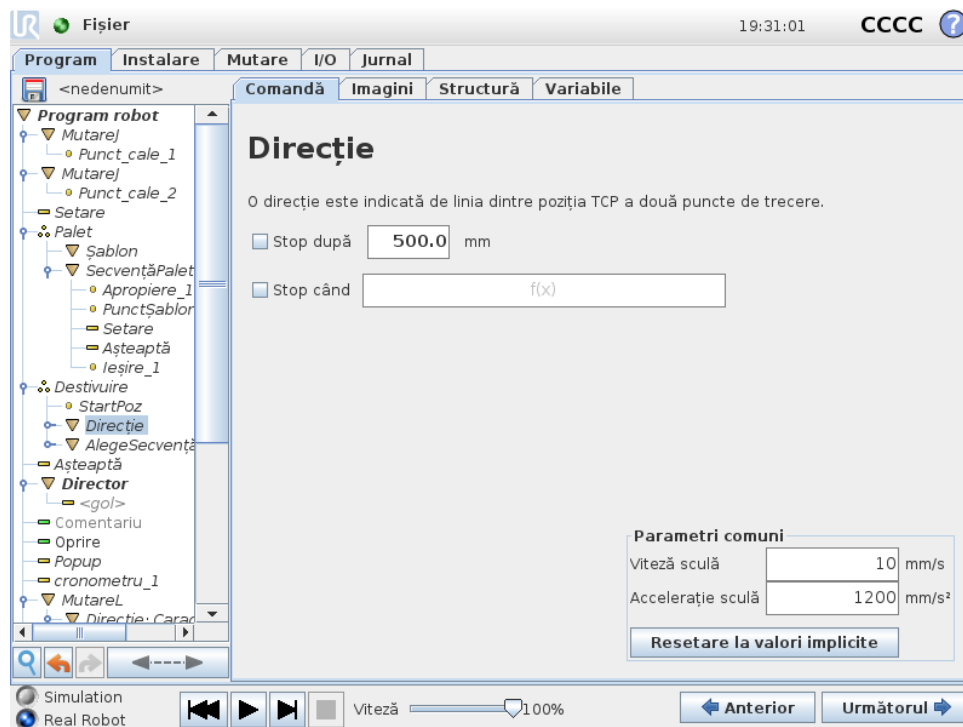 UR Fișier 19:31:01 CCCC ?
Program Instalare Mutare I/O Jurnal
<nedenumit> Comandă Imagini Structură Variabile
Program robot
MutareJ
Punct_cale_1
MutareJ
Punct_cale_2
Setare
Palet
Șablon
SecvențăPalet
Apropiere_1
PunctȘablon
Setare
Așteaptă
Ieșire_1
Destivuire
StartPoz
Direcție
AlegeSecvență
Așteaptă
Director
<gol>
Comentariu
Oprire
Popup
cronometru_1
MutareL
Direcție: Carac
Direcție
O direcție este indicată de linia dintre poziția TCP a două puncte de trecere.
Stop după 500.0 mm
Stop când f(x)
Parametri comuni
Viteză sculă 10 mm/s
Accelerație sculă 1200 mm/s²
Resetare la valori implicite
Simulation
Real Robot
Viteză 100%
Anterior Următorul